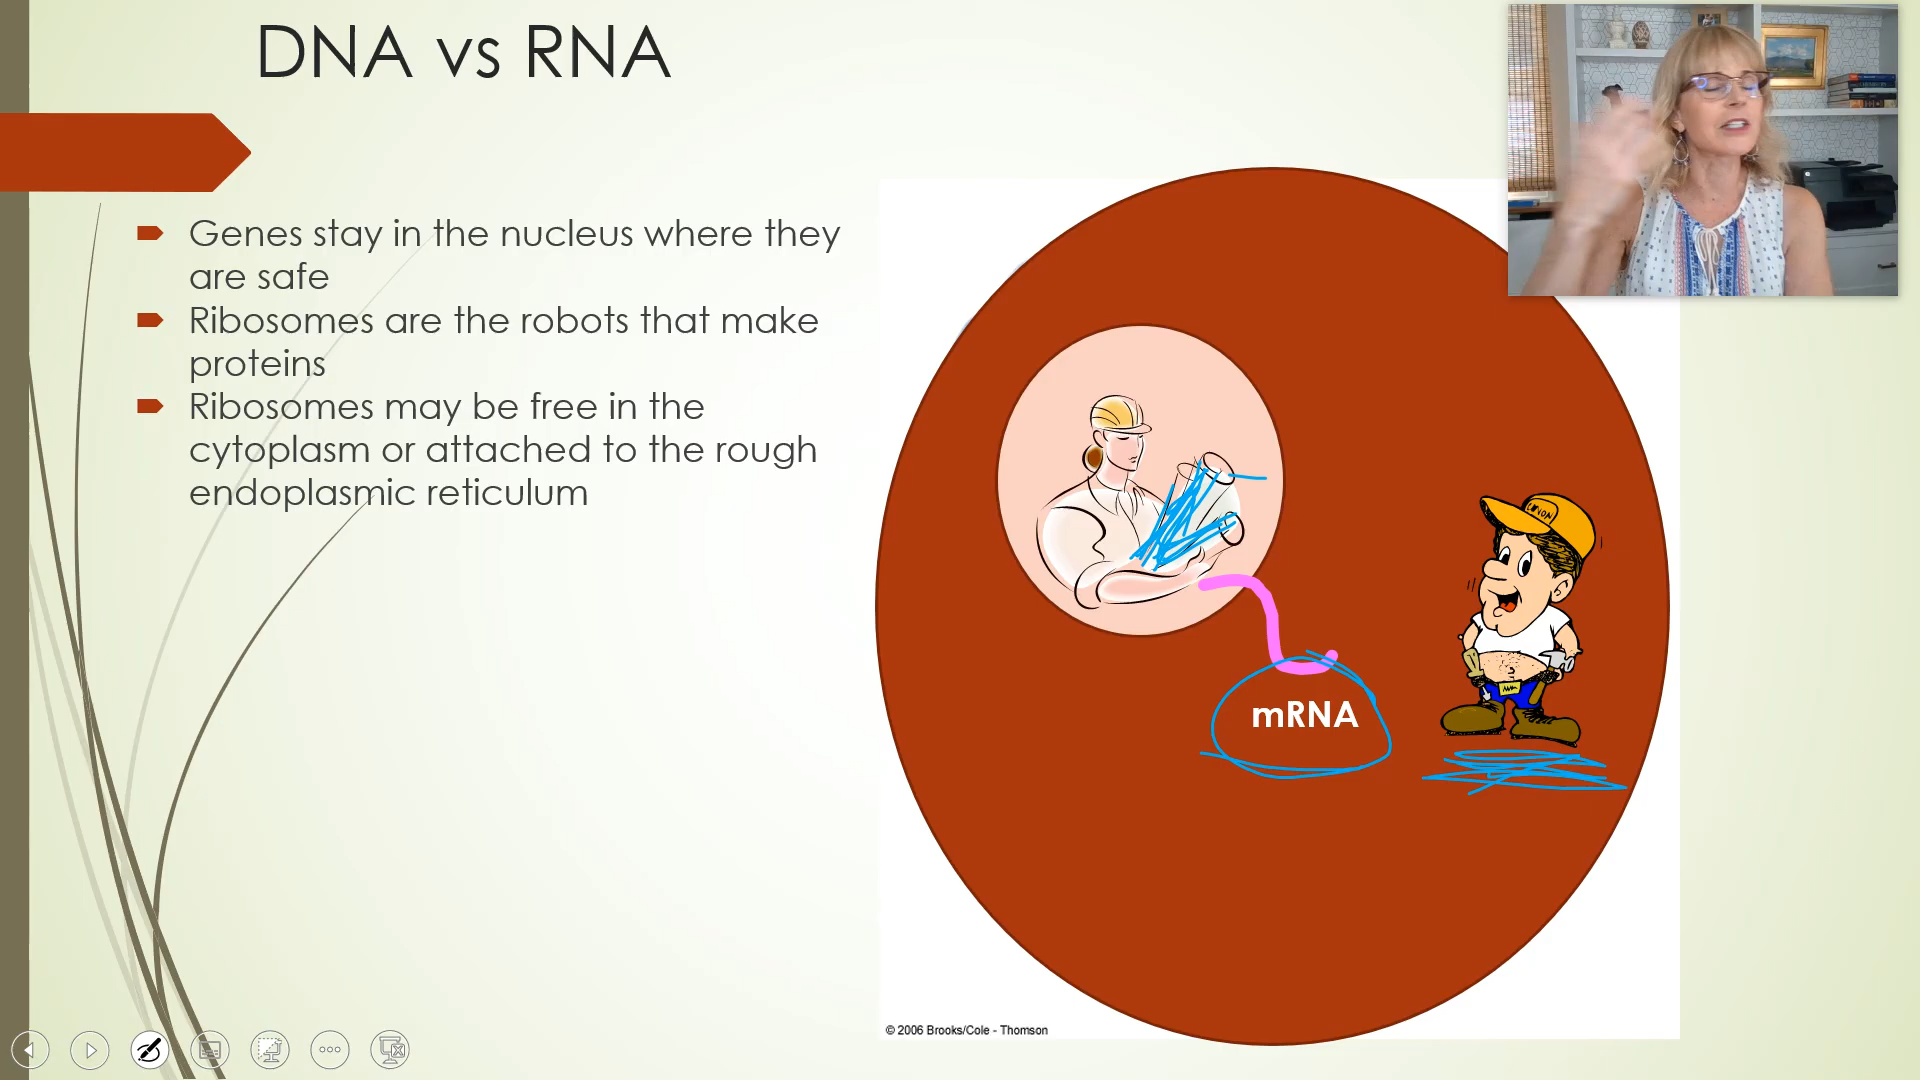 DNA vs RNA
Genes stay in the nucleus where they
are safe
Ribosomes are the robots that make
proteins
Ribosomes may be free in the
cytoplasm or attached to the rough
endoplasmic reticulum
UNION
mRNA
© 2006 Brooks/Cole - Thomson